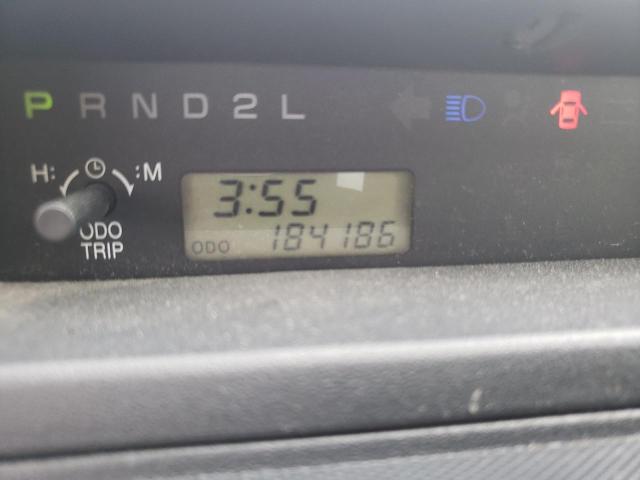 P R N D 2 L
H: :M
3:55
ODO 184186
ODO
TRIP